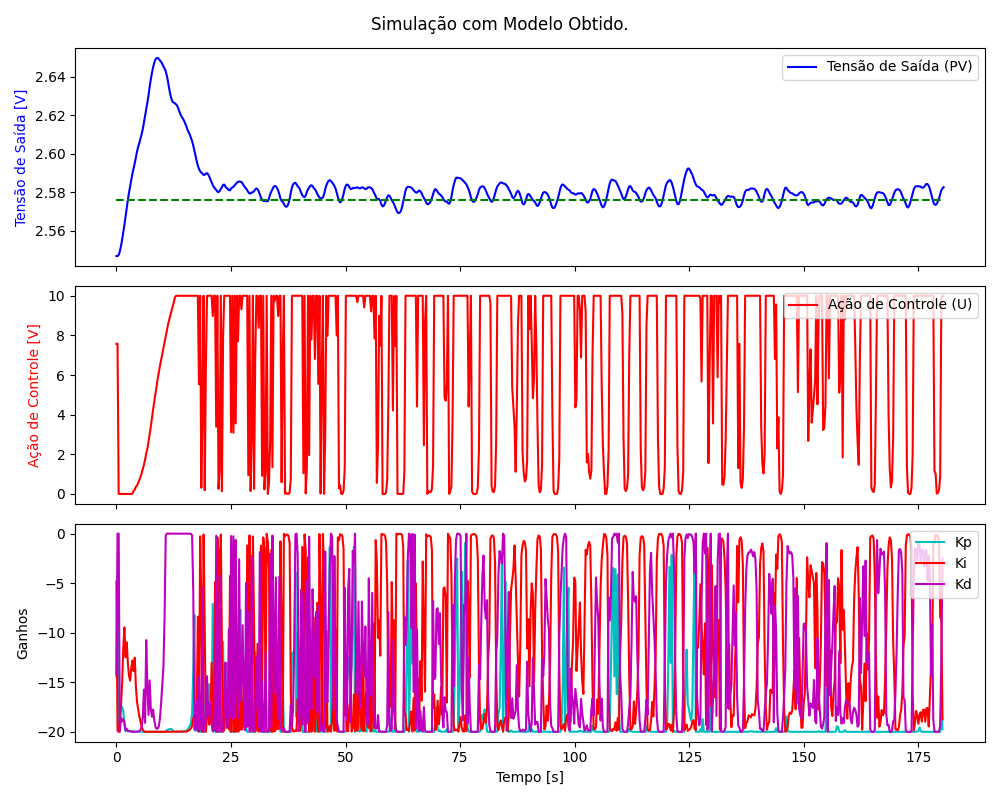 Simulação com Modelo Obtido.
Tensão de Saída [V]
2.64
2.62
2.60
2.58
2.56
Tensão de Saída (PV)
Ação de Controle [V]
10
8
6
4
2
0
Ação de Controle (U)
Ganhos
0
−5
−10
−15
−20
Kp
Ki
Kd
0 25 50 75 100 125 150 175
Tempo [s]